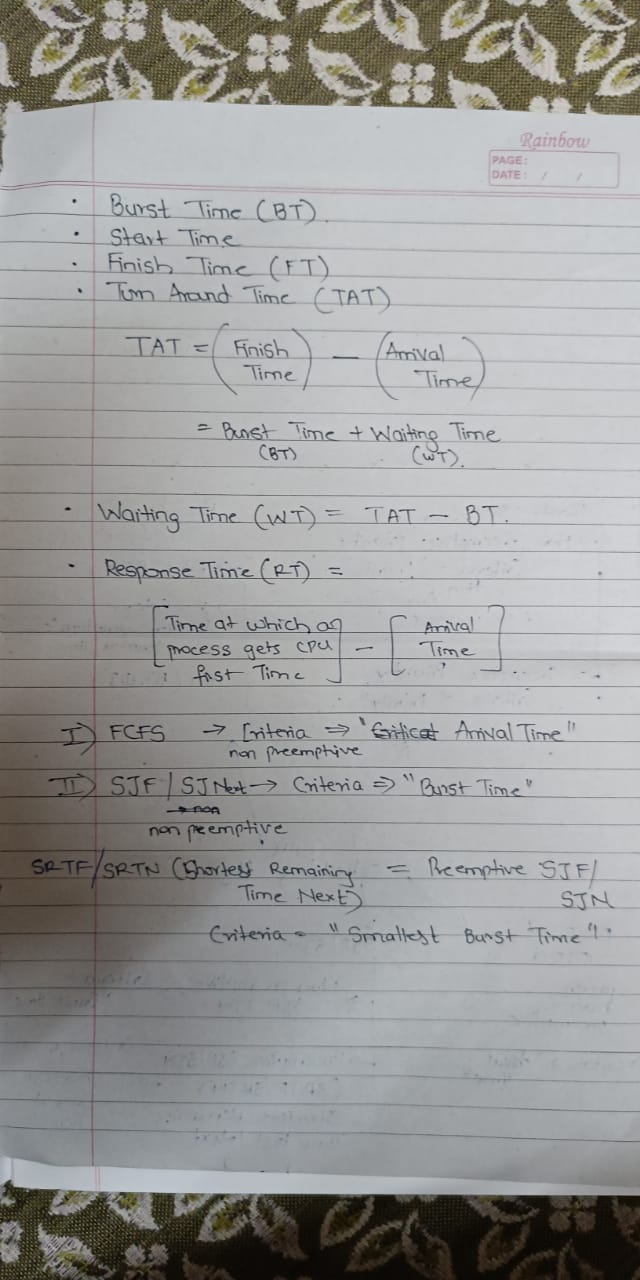 Rainbow
PAGE:
DATE: / /
• Burst Time (BT).
• Start Time
• Finish Time (FT)
• Turn Around Time (TAT)
TAT = (Finish Time) — (Arrival Time)
= Burst Time + Waiting Time
(BT) (WT).
• Waiting Time (WT) = TAT — BT.
• Response Time (RT) =
[Time at which a process gets CPU first Time] — [Arrival Time]
I) FCFS → Criteria ⇒ "Critical Arrival Time"
non preemptive
II) SJF / SJNext → Criteria ⇒ "Burst Time"
→ non
non preemptive
SRTF/SRTN (Shortest Remaining = Preemptive SJF/
Time Next) SJN
Criteria = "Smallest Burst Time".